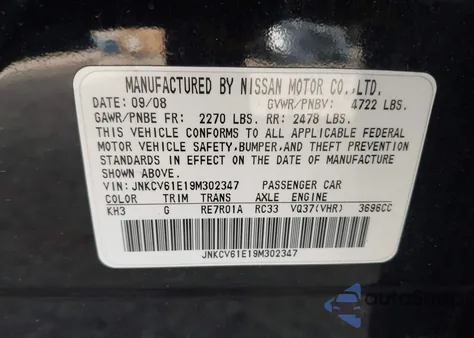 MANUFACTURED BY NISSAN MOTOR CO.,LTD.
DATE: 09/08 GVWR/PNBV: 4722 LBS.
GAWR/PNBE FR: 2270 LBS. RR: 2478 LBS.
THIS VEHICLE CONFORMS TO ALL APPLICABLE FEDERAL
MOTOR VEHICLE SAFETY,BUMPER,AND THEFT PREVENTION
STANDARDS IN EFFECT ON THE DATE OF MANUFACTURE
SHOWN ABOVE.
VIN: JNKCV61E19M302347 PASSENGER CAR
COLOR TRIM TRANS AXLE ENGINE
KH3 G RE7R01A RC33 VQ37(VHR) 3696CC
JNKCV61E19M302347